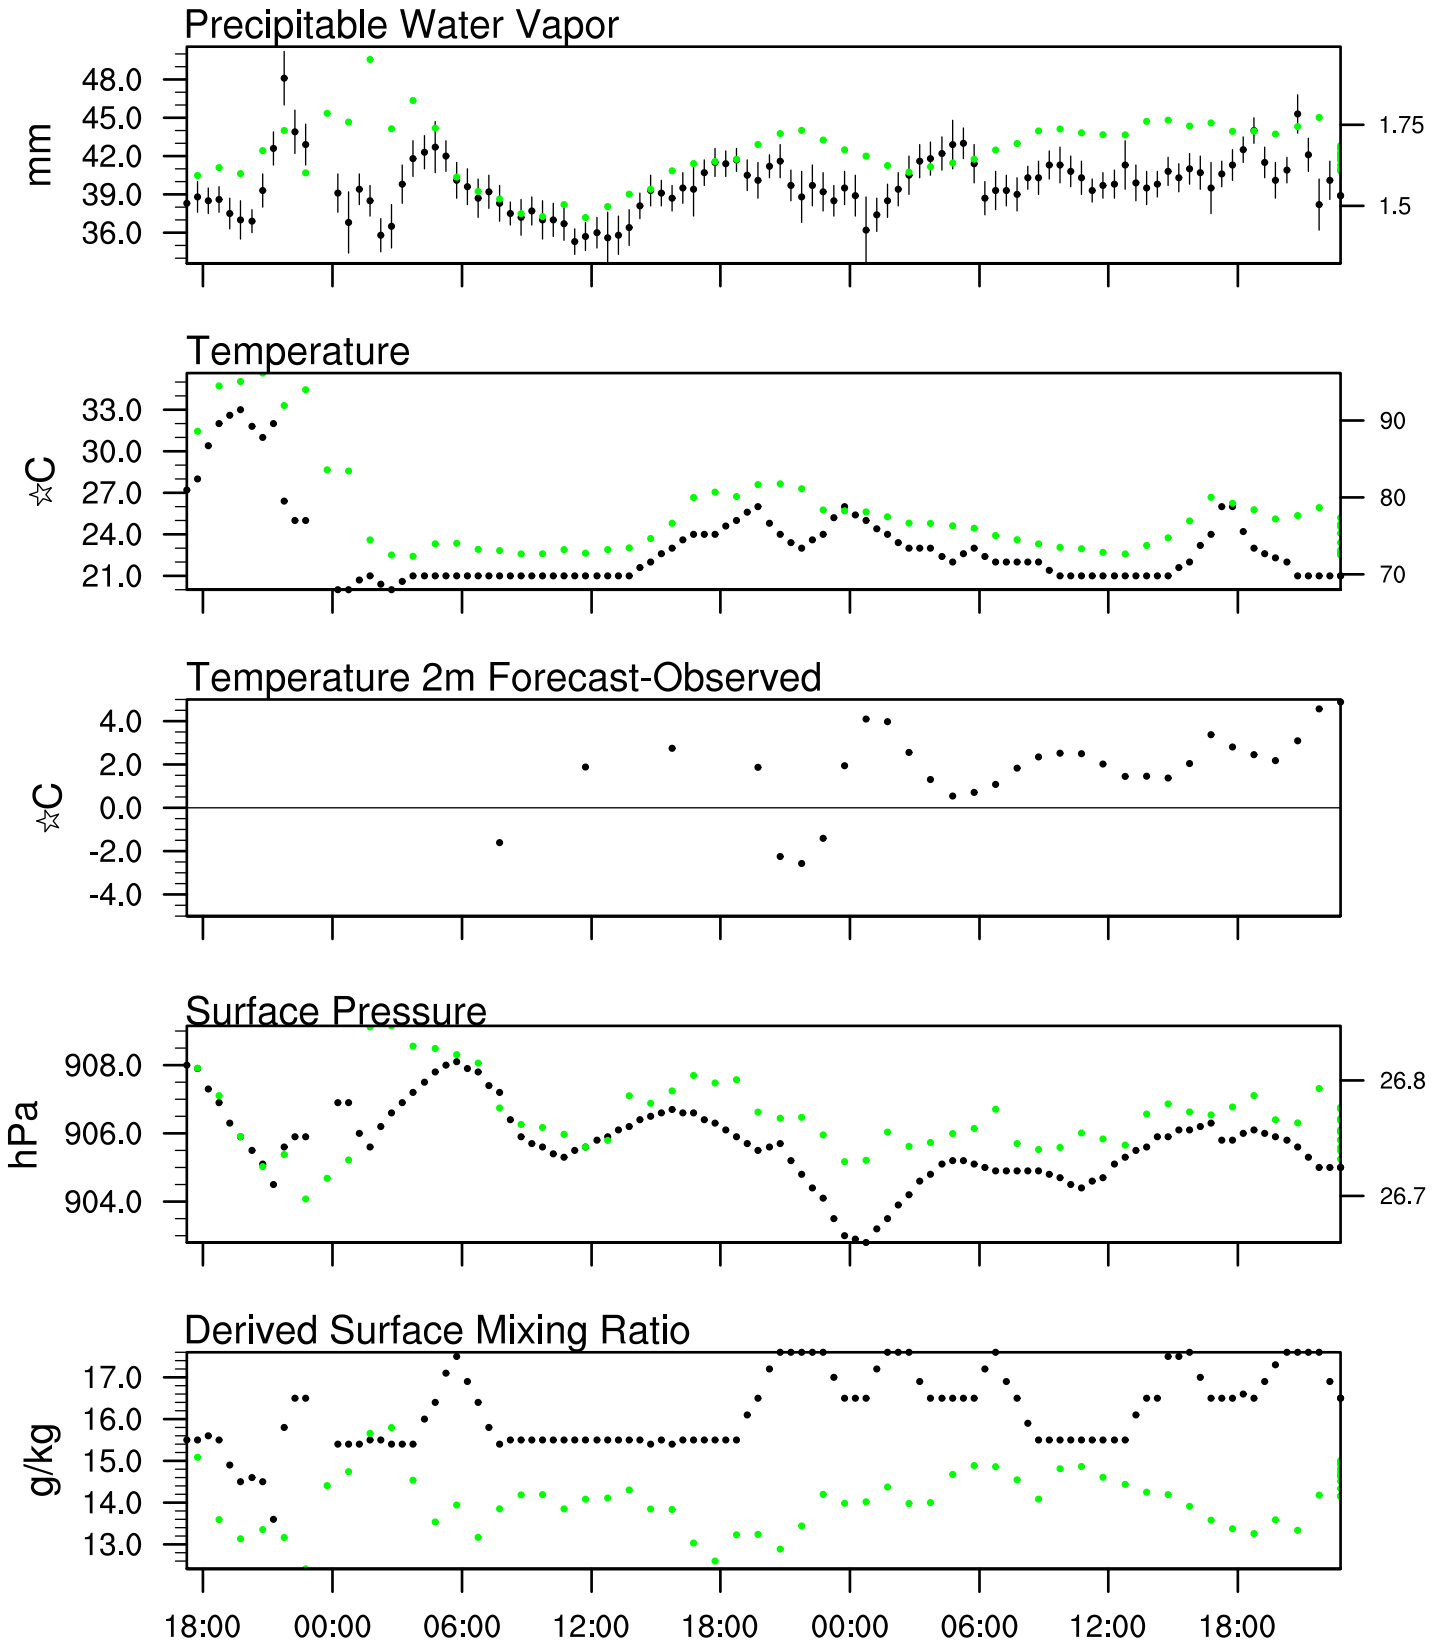 Precipitable Water Vapor
48.0
45.0
42.0
39.0
36.0
mm
1.75
1.5
Temperature
33.0
30.0
27.0
24.0
21.0
☆C
90
80
70
Temperature 2m Forecast-Observed
4.0
2.0
0.0
-2.0
-4.0
☆C
Surface Pressure
908.0
906.0
904.0
hPa
26.8
26.7
Derived Surface Mixing Ratio
17.0
16.0
15.0
14.0
13.0
g/kg
18:00 00:00 06:00 12:00 18:00 00:00 06:00 12:00 18:00